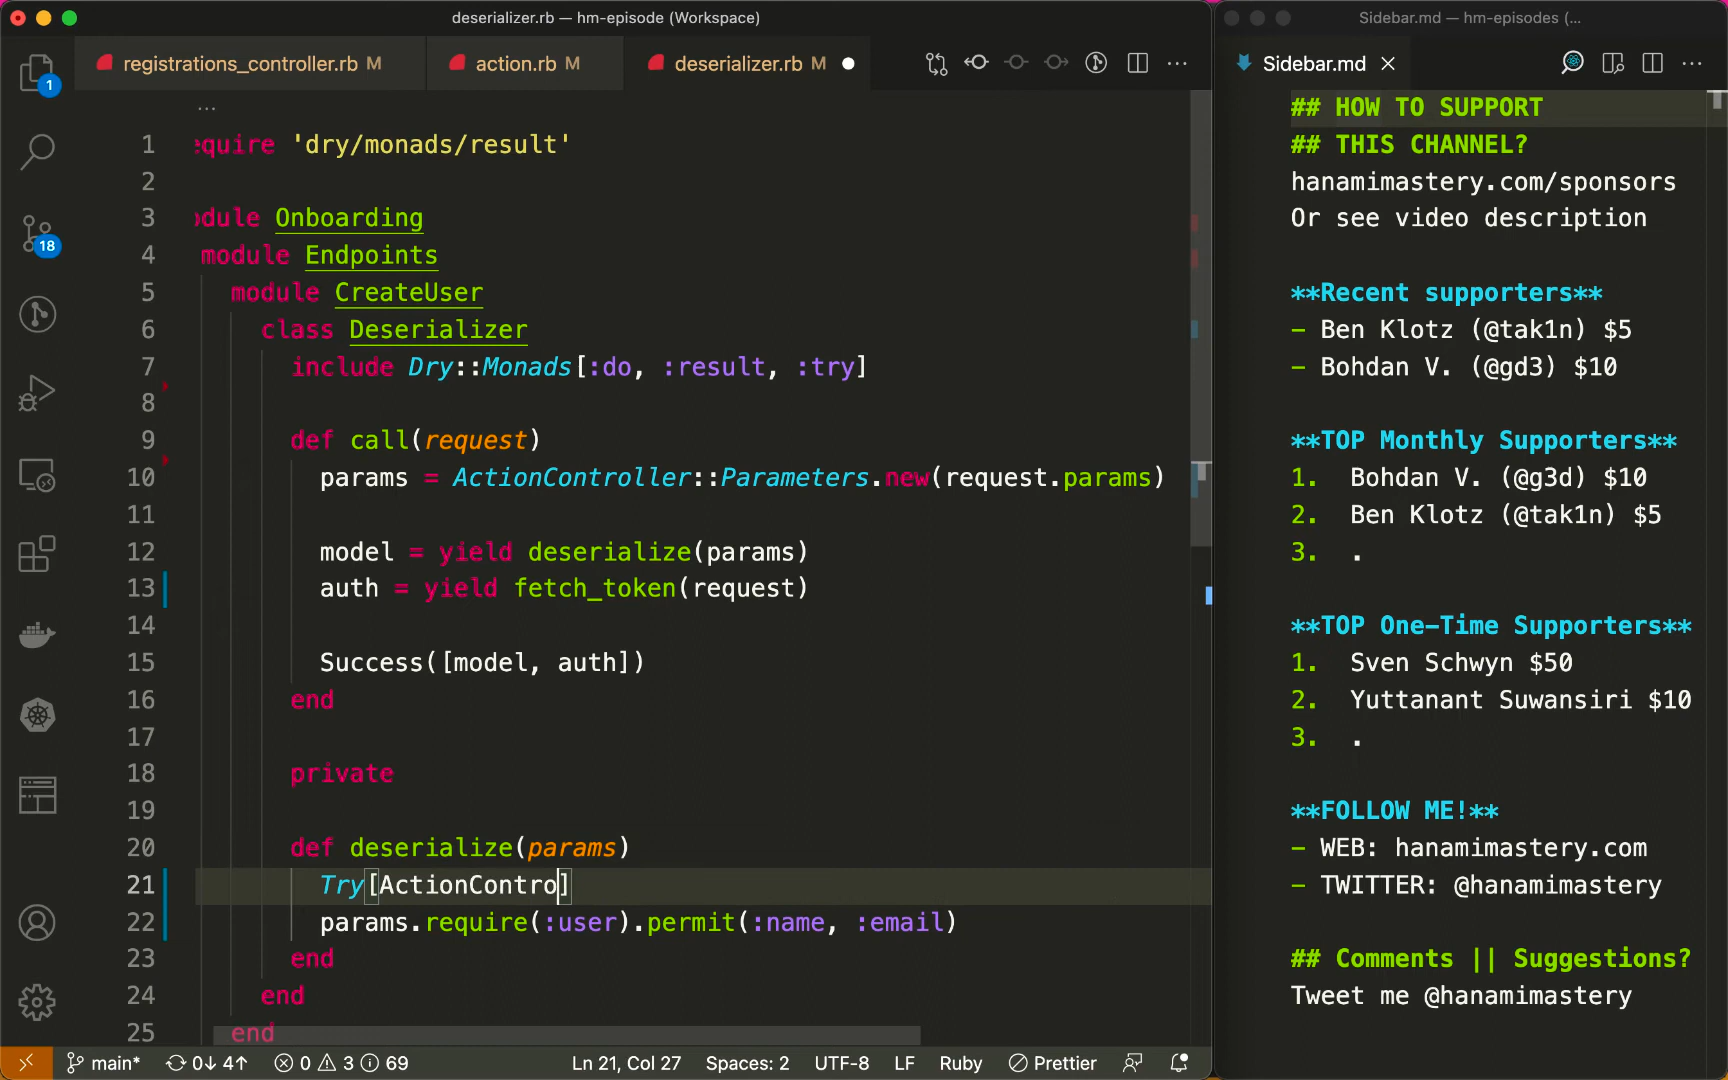 deserializer.rb — hm-episode (Workspace)
registrations_controller.rb M
action.rb M
deserializer.rb M
...
1 equire 'dry/monads/result'
2
3 odule Onboarding
4 module Endpoints
5 module CreateUser
6 class Deserializer
7 include Dry::Monads[:do, :result, :try]
8
9 def call(request)
10 params = ActionController::Parameters.new(request.params)
11
12 model = yield deserialize(params)
13 auth = yield fetch_token(request)
14
15 Success([model, auth])
16 end
17
18 private
19
20 def deserialize(params)
21 Try[ActionContro]
22 params.require(:user).permit(:name, :email)
23 end
24 end
25 end
1
18
main* 0↓ 4↑ 0 3 69 Ln 21, Col 27 Spaces: 2 UTF-8 LF Ruby Prettier
Sidebar.md — hm-episodes (...
Sidebar.md
## HOW TO SUPPORT
## THIS CHANNEL?
hanamimastery.com/sponsors
Or see video description
**Recent supporters**
- Ben Klotz (@tak1n) $5
- Bohdan V. (@gd3) $10
**TOP Monthly Supporters**
1. Bohdan V. (@g3d) $10
2. Ben Klotz (@tak1n) $5
3. .
**TOP One-Time Supporters**
1. Sven Schwyn $50
2. Yuttanant Suwansiri $10
3. .
**FOLLOW ME!**
- WEB: hanamimastery.com
- TWITTER: @hanamimastery
## Comments || Suggestions?
Tweet me @hanamimastery